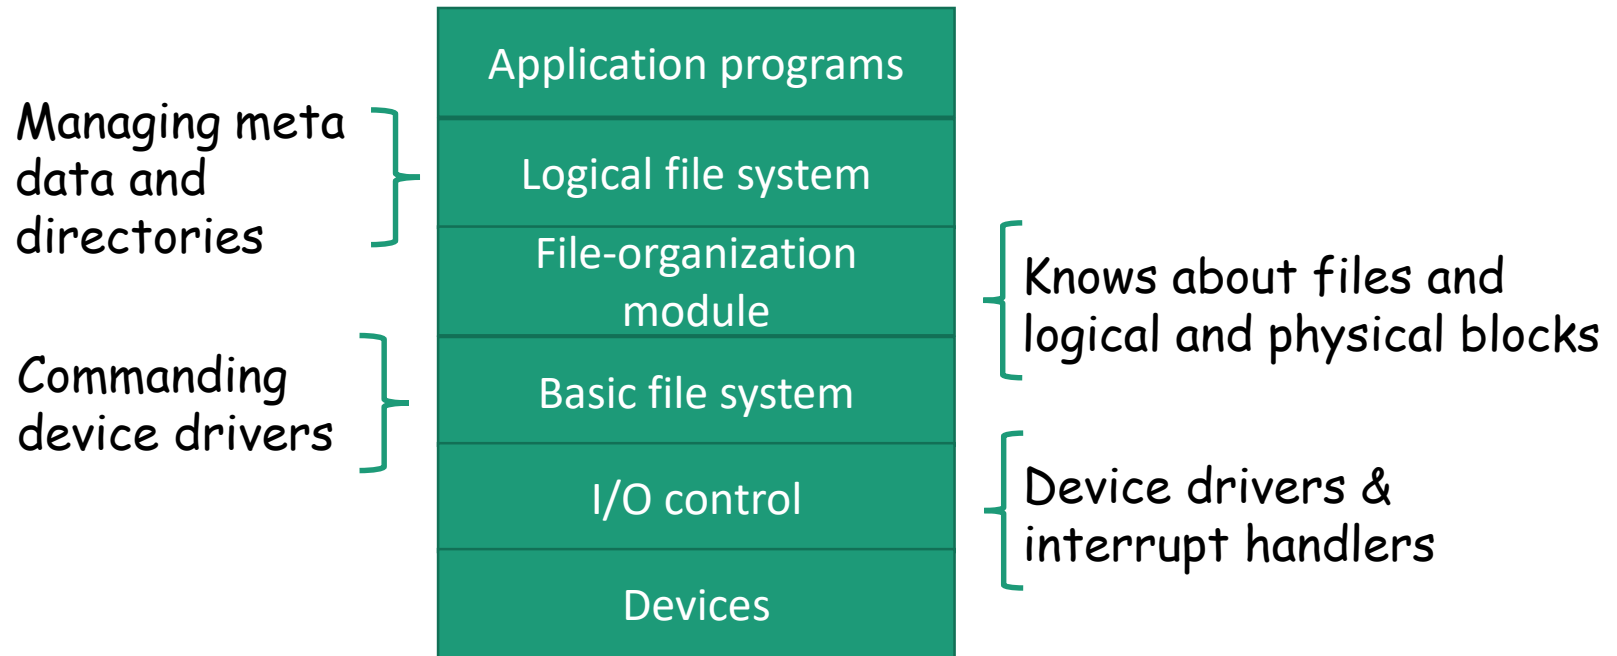 Application programs
Managing meta
data and
directories
Logical file system
File-organization
module
Knows about files and
logical and physical blocks
Commanding
device drivers
Basic file system
I/O control
Device drivers &
interrupt handlers
Devices